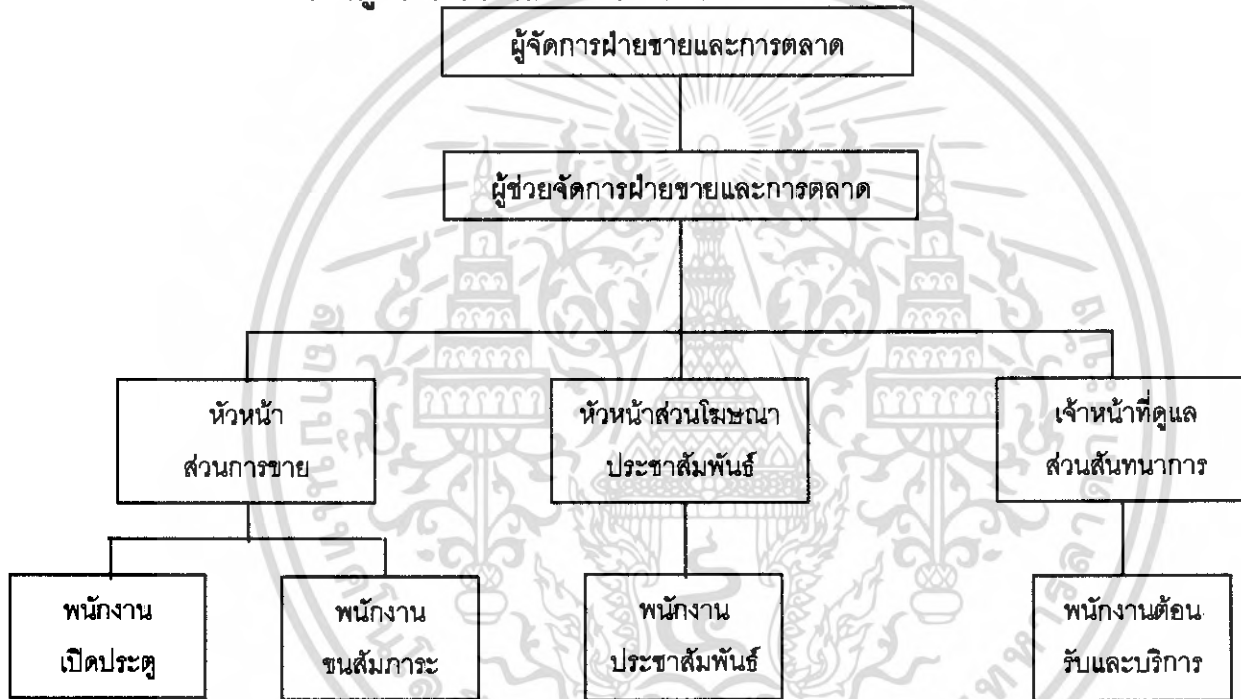 ผู้จัดการฝ่ายขายและการตลาด
ผู้ช่วยจัดการฝ่ายขายและการตลาด
หัวหน้า
ส่วนการขาย
หัวหน้าส่วนโฆษณา
ประชาสัมพันธ์
เจ้าหน้าที่ดูแล
ส่วนสันทนาการ
พนักงาน
เปิดประตู
พนักงาน
ขนสัมภาระ
พนักงาน
ประชาสัมพันธ์
พนักงานต้อน
รับและบริการ